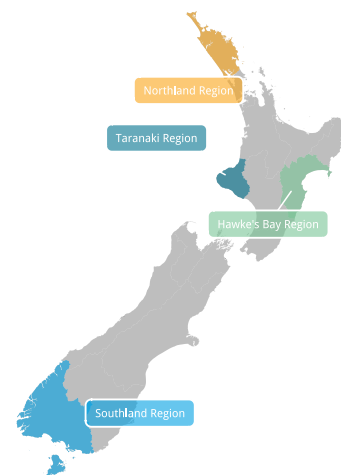 Northland Region
Taranaki Region
Hawke's Bay Region
Southland Region